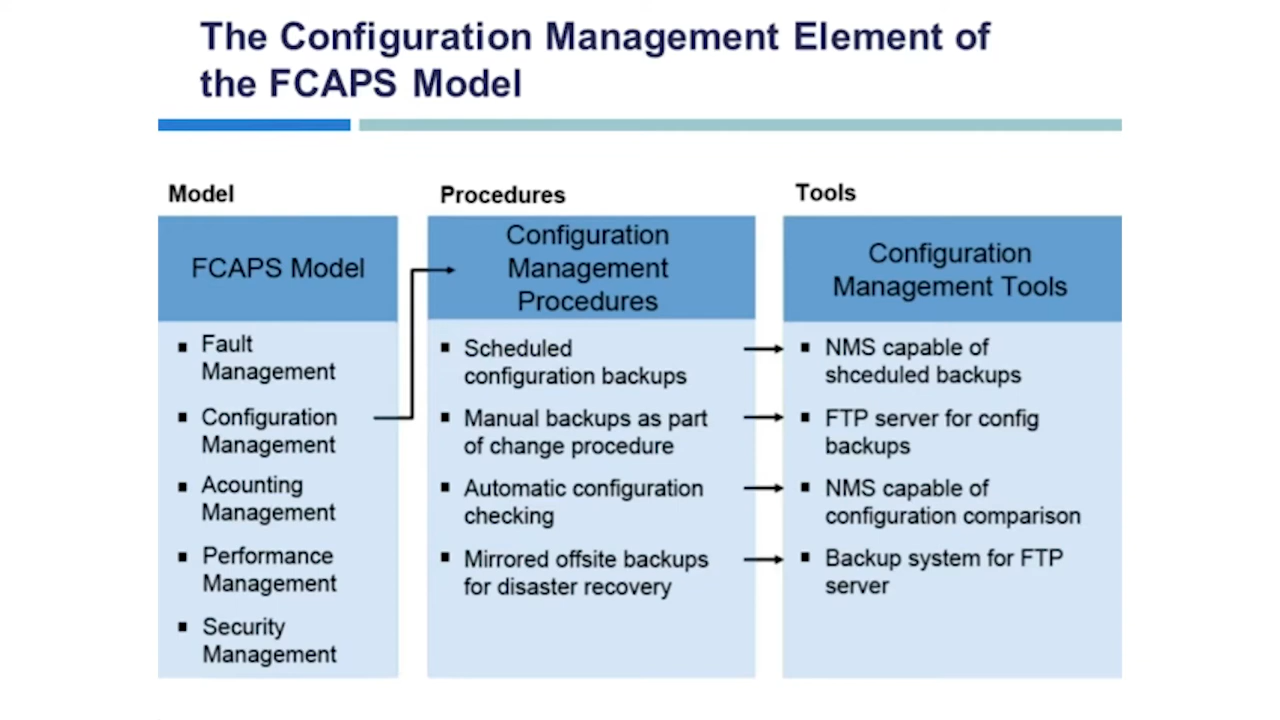 The Configuration Management Element of
the FCAPS Model
Model
FCAPS Model
▪ Fault
Management
▪ Configuration
Management
▪ Acounting
Management
▪ Performance
Management
▪ Security
Management
Procedures
Configuration
Management
Procedures
▪ Scheduled
configuration backups
▪ Manual backups as part
of change procedure
▪ Automatic configuration
checking
▪ Mirrored offsite backups
for disaster recovery
Tools
Configuration
Management Tools
▪ NMS capable of
shceduled backups
▪ FTP server for config
backups
▪ NMS capable of
configuration comparison
▪ Backup system for FTP
server